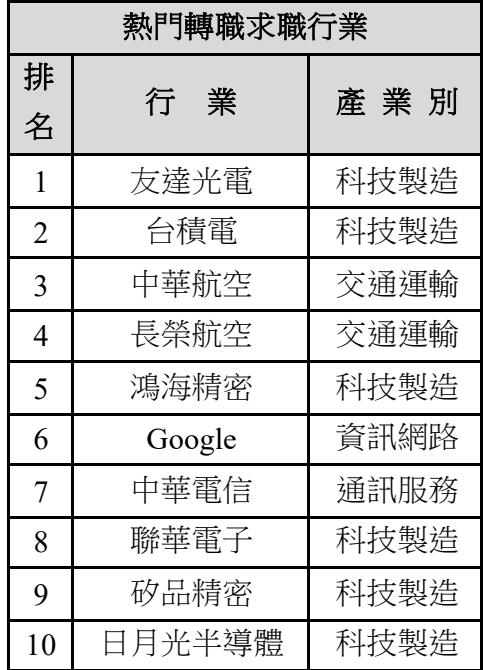 熱門轉職求職行業
排名 行 業 產 業 別
1 友達光電 科技製造
2 台積電 科技製造
3 中華航空 交通運輸
4 長榮航空 交通運輸
5 鴻海精密 科技製造
6 Google 資訊網路
7 中華電信 通訊服務
8 聯華電子 科技製造
9 矽品精密 科技製造
10 日月光半導體 科技製造